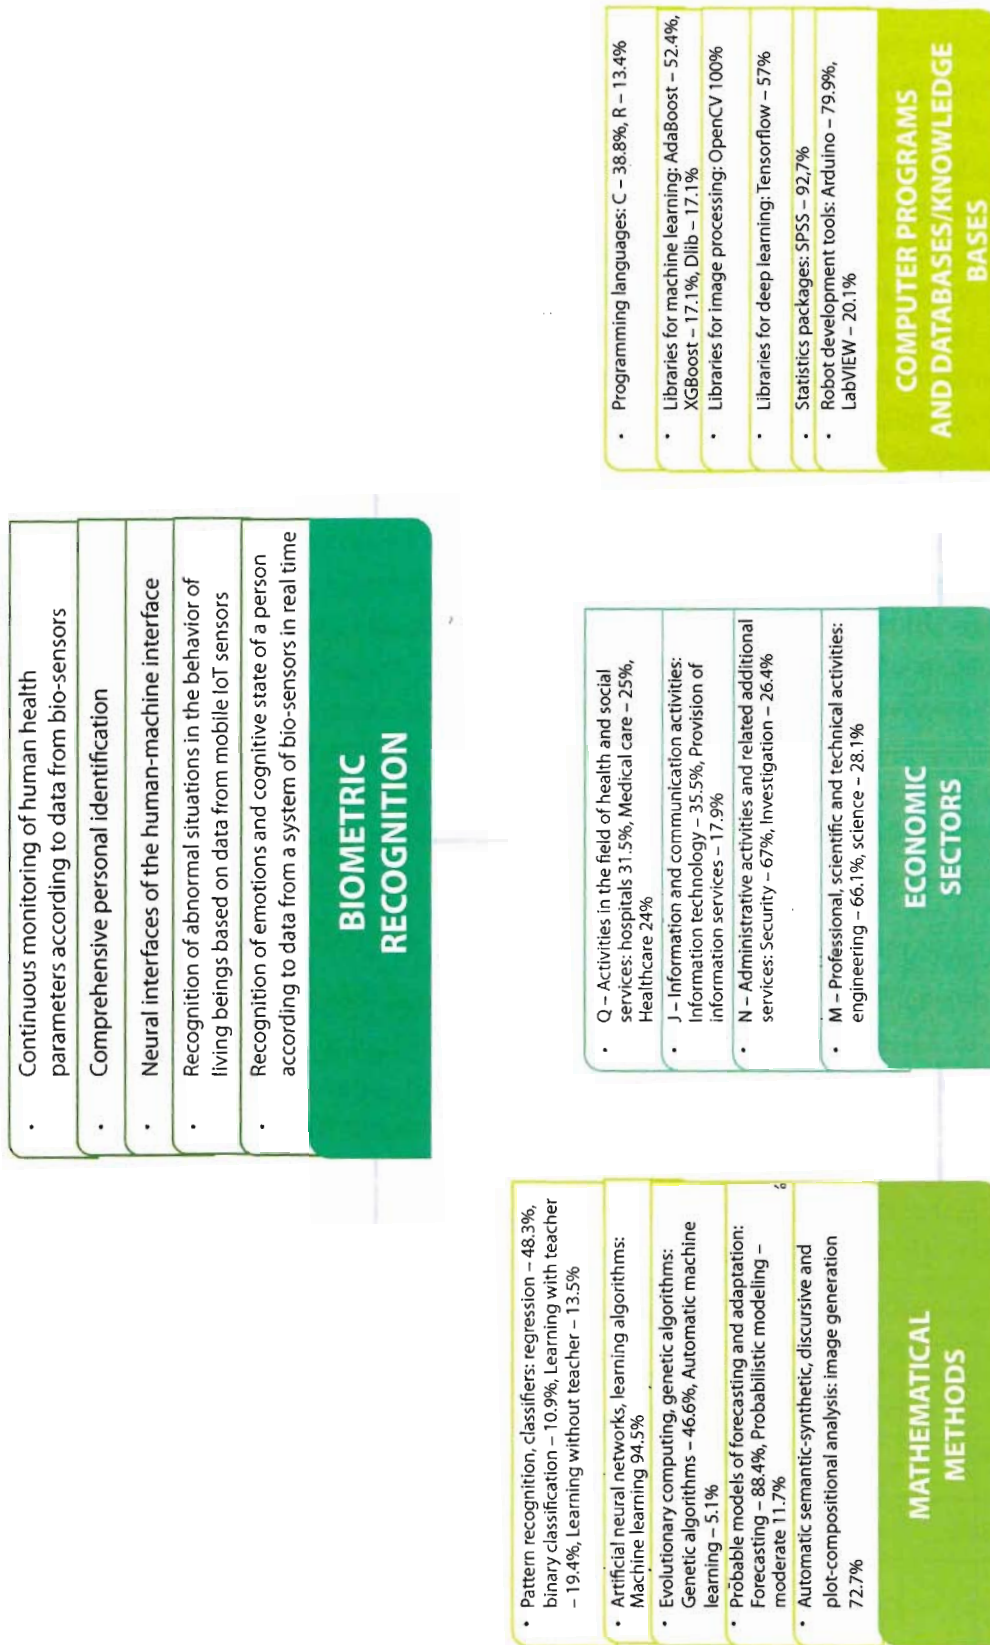 Continuous monitoring of human health
parameters according to data from bio-sensors
Comprehensive personal identification
Neural interfaces of the human-machine interface
Recognition of abnormal situations in the behavior of
living beings based on data from mobile IoT sensors
Recognition of emotions and cognitive state of a person
according to data from a system of bio-sensors in real time
BIOMETRIC
RECOGNITION
Pattern recognition, classifiers: regression – 48.3%,
binary classification – 10.9%, Learning with teacher
– 19.4%, Learning without teacher – 13.5%
Artificial neural networks, learning algorithms:
Machine learning 94.5%
Evolutionary computing, genetic algorithms:
Genetic algorithms – 46.6%, Automatic machine
learning – 5.1%
Probable models of forecasting and adaptation:
Forecasting – 88.4%, Probabilistic modeling –
moderate 11.7%
Automatic semantic-synthetic, discursive and
plot-compositional analysis: image generation
72.7%
MATHEMATICAL
METHODS
Q – Activities in the field of health and social
services: hospitals 31.5%, Medical care – 25%,
Healthcare 24%
J – Information and communication activities:
Information technology – 35.5%, Provision of
information services – 17.9%
N – Administrative activities and related additional
services: Security – 67%, Investigation – 26.4%
M – Professional, scientific and technical activities:
engineering – 66.1%, science – 28.1%
ECONOMIC
SECTORS
Programming languages: C – 38.8%, R – 13.4%
Libraries for machine learning: AdaBoost – 52.4%,
XGBoost – 17.1%, Dlib – 17.1%
Libraries for image processing: OpenCV 100%
Libraries for deep learning: Tensorflow – 57%
Statistics packages: SPSS – 92,7%
Robot development tools: Arduino – 79.9%,
LabVIEW – 20.1%
COMPUTER PROGRAMS
AND DATABASES/KNOWLEDGE
BASES